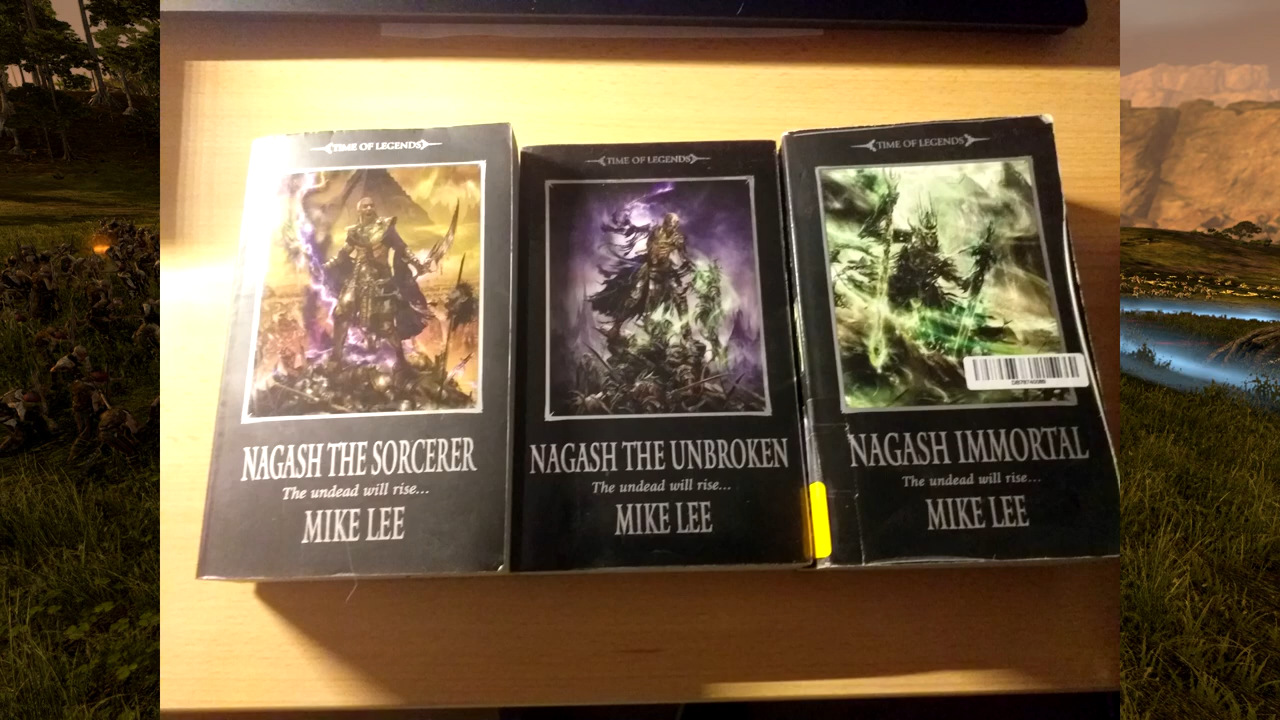 TIME OF LEGENDS
NAGASH THE SORCERER
The undead will rise...
MIKE LEE
TIME OF LEGENDS
NAGASH THE UNBROKEN
The undead will rise...
MIKE LEE
TIME OF LEGENDS
NAGASH IMMORTAL
The undead will rise...
MIKE LEE